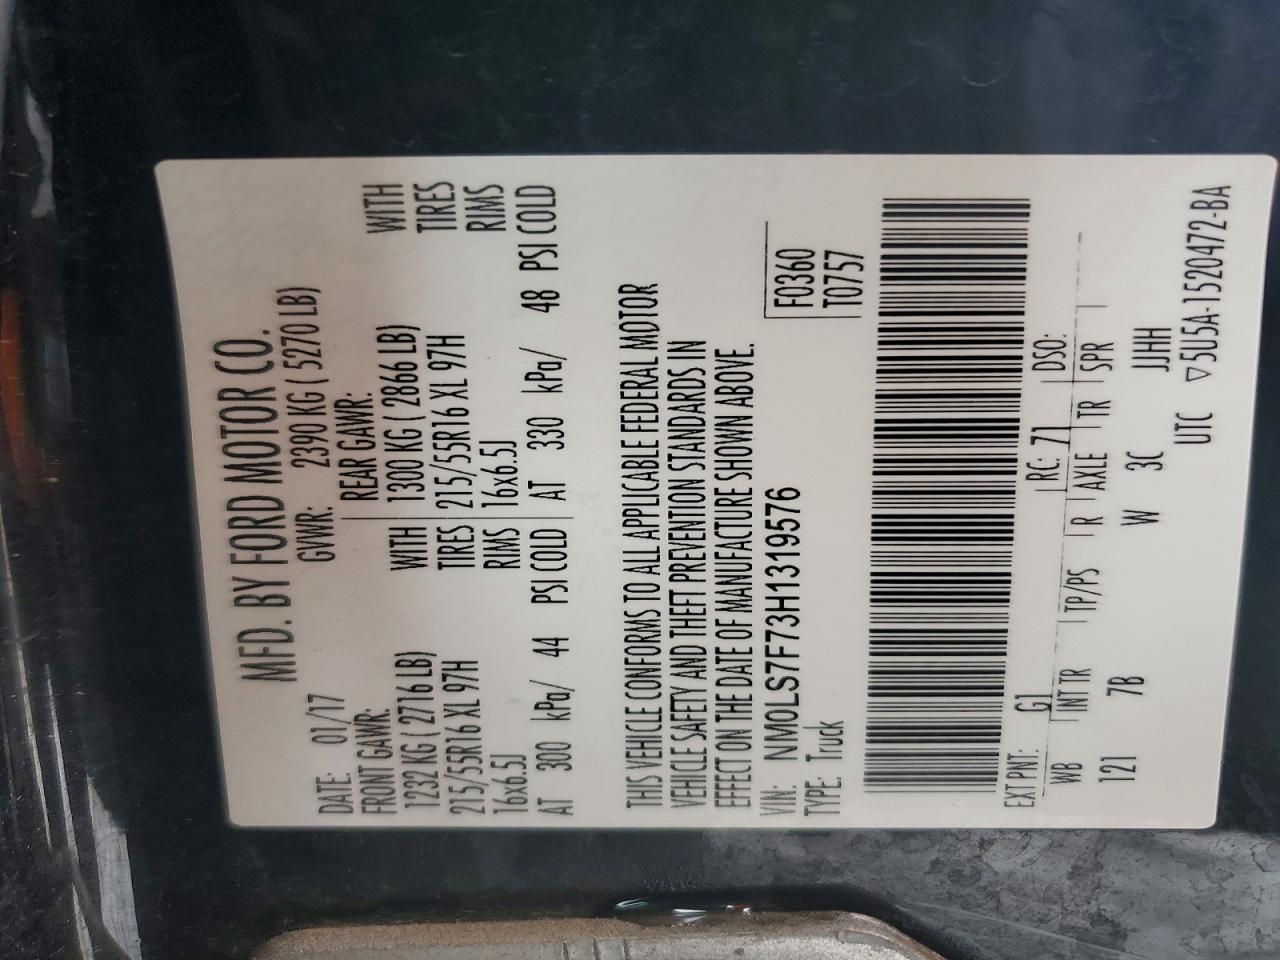 MFD. BY FORD MOTOR CO.
DATE: 01/17 GVWR: 2390 KG ( 5270 LB)
FRONT GAWR: REAR GAWR:
1232 KG ( 2716 LB) WITH 1300 KG ( 2866 LB) WITH
215/55R16 XL 97H TIRES 215/55R16 XL 97H TIRES
16x6.5J RIMS 16x6.5J RIMS
AT 300 kPa/ 44 PSI COLD AT 330 kPa/ 48 PSI COLD
THIS VEHICLE CONFORMS TO ALL APPLICABLE FEDERAL MOTOR
VEHICLE SAFETY AND THEFT PREVENTION STANDARDS IN
EFFECT ON THE DATE OF MANUFACTURE SHOWN ABOVE.
VIN: NM0LS7F73H1319576 F0360
TYPE: Truck T0757
EXT PNT: G1 RC: 71 DSO:
WB INT TR TP/PS R AXLE TR SPR
121 7B W 3C JJHH
UTC ▽5U5A-1520472-BA